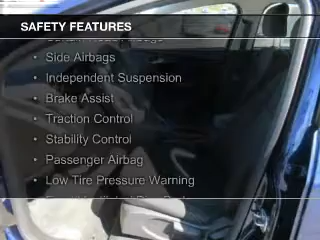 SAFETY FEATURES
• Side Airbags
• Independent Suspension
• Brake Assist
• Traction Control
• Stability Control
• Passenger Airbag
• Low Tire Pressure Warning